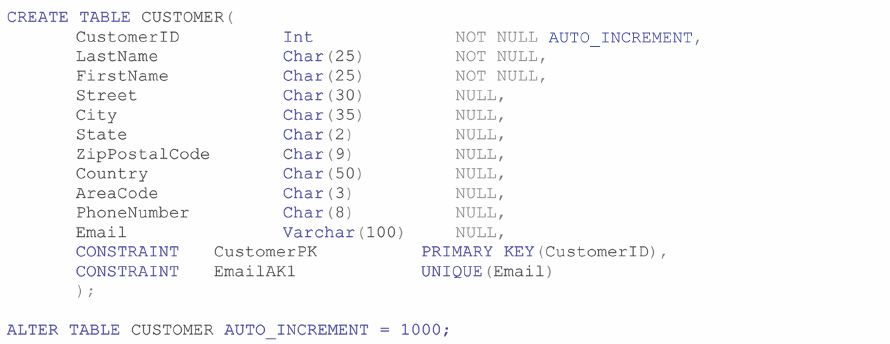 CREATE TABLE CUSTOMER(
CustomerID Int NOT NULL AUTO_INCREMENT,
LastName Char(25) NOT NULL,
FirstName Char(25) NOT NULL,
Street Char(30) NULL,
City Char(35) NULL,
State Char(2) NULL,
ZipPostalCode Char(9) NULL,
Country Char(50) NULL,
AreaCode Char(3) NULL,
PhoneNumber Char(8) NULL,
Email Varchar(100) NULL,
CONSTRAINT CustomerPK PRIMARY KEY(CustomerID),
CONSTRAINT EmailAK1 UNIQUE(Email)
);
ALTER TABLE CUSTOMER AUTO_INCREMENT = 1000;